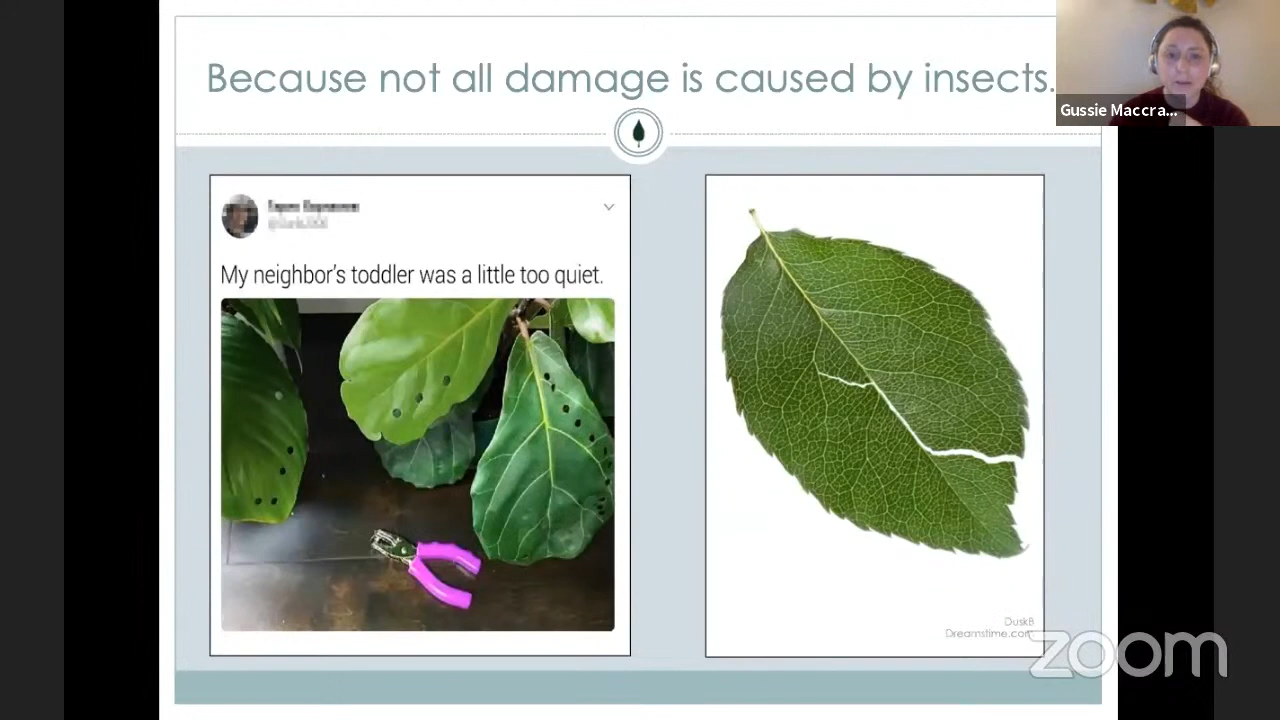 Because not all damage is caused by insects.
Gussie Maccra...
My neighbor's toddler was a little too quiet.
DuskB
Dreamstime.com
zoom